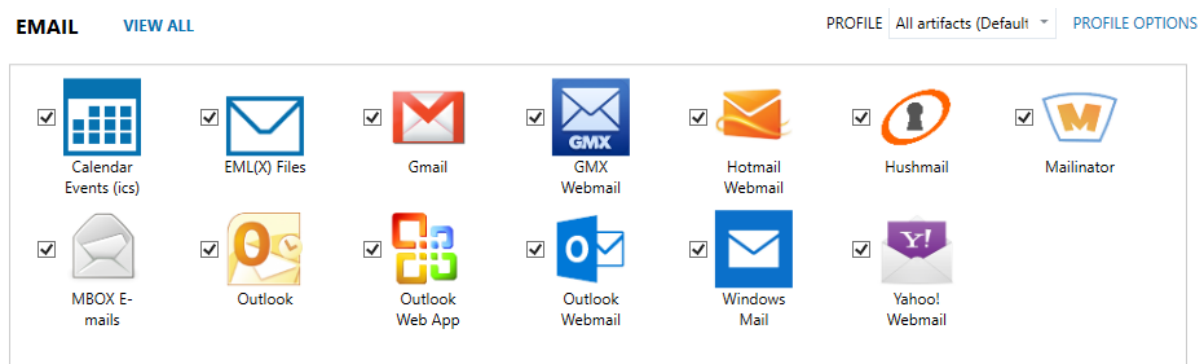 EMAIL VIEW ALL PROFILE All artifacts (Default PROFILE OPTIONS
GMX
M
Calendar Events (ics)
EML(X) Files
Gmail
GMX Webmail
Hotmail Webmail
Hushmail
Mailinator
O
O
Y!
MBOX E-mails
Outlook
Outlook Web App
Outlook Webmail
Windows Mail
Yahoo! Webmail